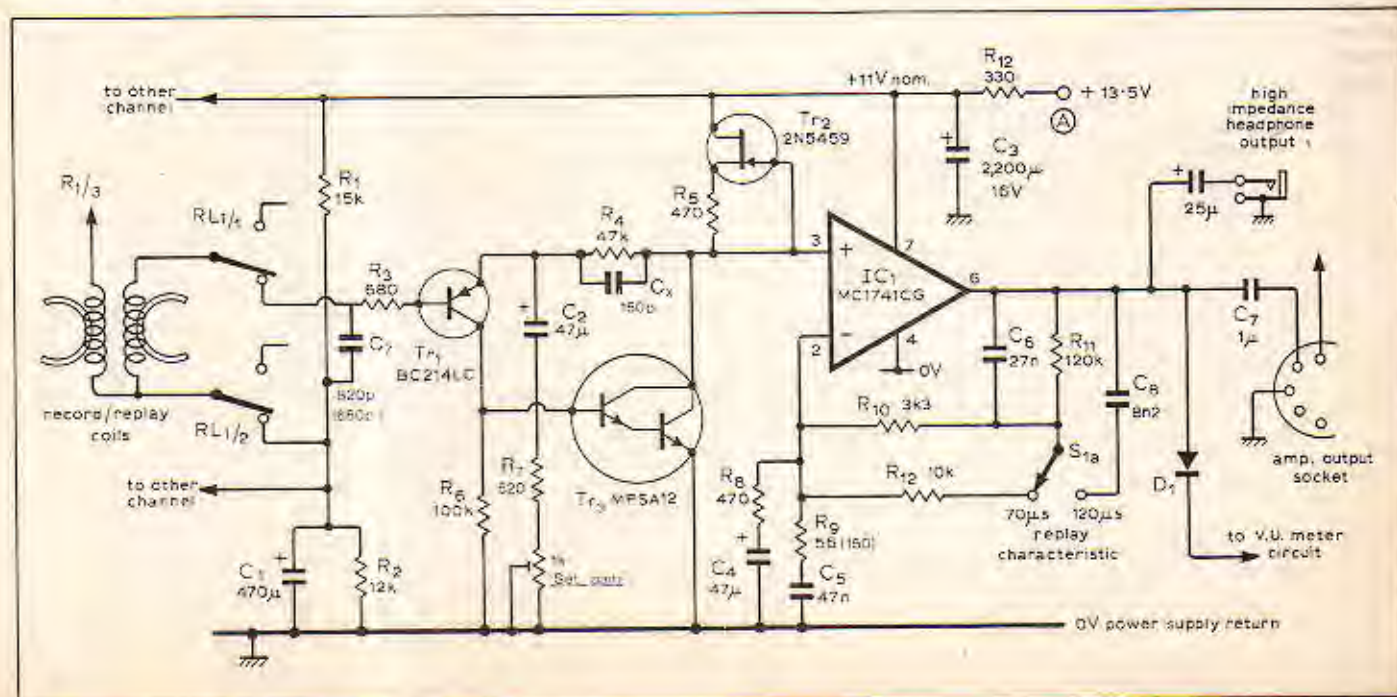 to other
channel
+11V nom.
R12
330
+ 13·5V
A
high
impedance
headphone
output
Tr2
2N5459
C3
2,200µ
16V
25µ
R1/3
R1
15k
RL1/1
R5
470
R4
47k
Cx
150p
3
+
7
IC1
MC1741CG
6
4
0V
2
−
R3
680
C2
47µ
Tr1
BC214LC
C?
820p
(680p)
record/replay
coils
RL1/2
C6
27n
R11
120k
C7
1µ
C8
8n2
R10 3k3
S1a
R12 10k
70µs
120µs
replay
characteristic
D1
amp. output
socket
to V.U. meter
circuit
to other
channel
R6
100k
R7
820
Tr3 MPSA12
R8
470
R9
56(150)
C4
47µ
C5
47n
1k
Set
C1
470µ
R2
12k
0V power supply return